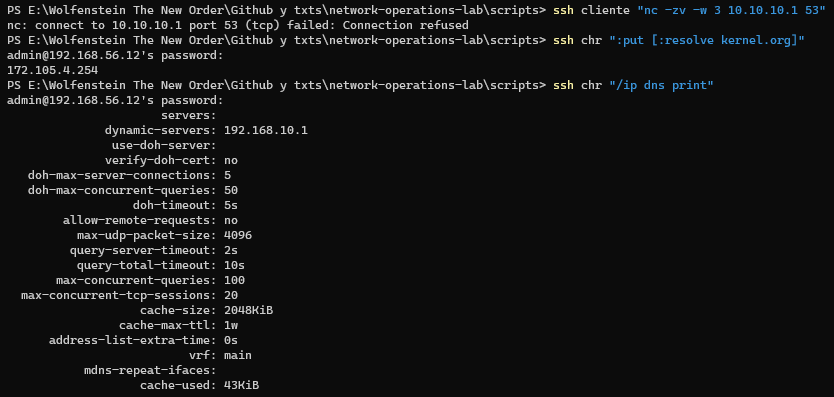 PS E:\Wolfenstein The New Order\Github y txts\network-operations-lab\scripts> ssh cliente "nc -zv -w 3 10.10.10.1 53"
nc: connect to 10.10.10.1 port 53 (tcp) failed: Connection refused
PS E:\Wolfenstein The New Order\Github y txts\network-operations-lab\scripts> ssh chr ":put [:resolve kernel.org]"
admin@192.168.56.12's password:
172.105.4.254
PS E:\Wolfenstein The New Order\Github y txts\network-operations-lab\scripts> ssh chr "/ip dns print"
admin@192.168.56.12's password:
servers:
dynamic-servers: 192.168.10.1
use-doh-server:
verify-doh-cert: no
doh-max-server-connections: 5
doh-max-concurrent-queries: 50
doh-timeout: 5s
allow-remote-requests: no
max-udp-packet-size: 4096
query-server-timeout: 2s
query-total-timeout: 10s
max-concurrent-queries: 100
max-concurrent-tcp-sessions: 20
cache-size: 2048KiB
cache-max-ttl: 1w
address-list-extra-time: 0s
vrf: main
mdns-repeat-ifaces:
cache-used: 43KiB